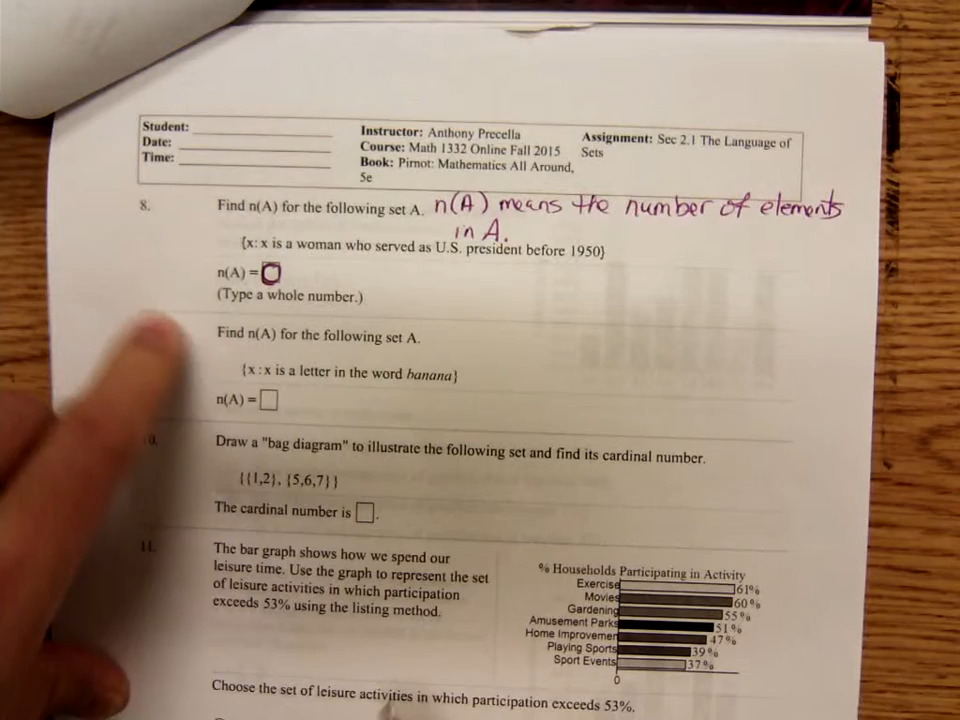 Student:
Date:
Time:
Instructor: Anthony Precella
Course: Math 1332 Online Fall 2015
Book: Pirnot: Mathematics All Around,
5e
Assignment: Sec 2.1 The Language of
Sets
8. Find n(A) for the following set A. n(A) means the number of elements
in A.
{x: x is a woman who served as U.S. president before 1950}
n(A) = 0
(Type a whole number.)
Find n(A) for the following set A.
{x : x is a letter in the word banana}
n(A) =
Draw a "bag diagram" to illustrate the following set and find its cardinal number.
{{1,2}, {5,6,7}}
The cardinal number is .
11. The bar graph shows how we spend our
leisure time. Use the graph to represent the set
of leisure activities in which participation
exceeds 53% using the listing method.
% Households Participating in Activity
Exercise 61%
Movies 60%
Gardening 55%
Amusement Parks 51%
Home Improvemen 47%
Playing Sports 39%
Sport Events 37%
0
Choose the set of leisure activities in which participation exceeds 53%.